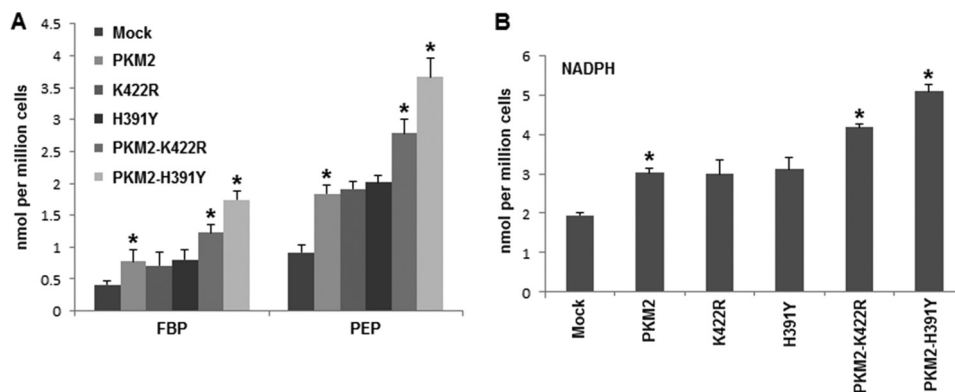 A
nmol per million cells
4.5
4
3.5
3
2.5
2
1.5
1
0.5
0
Mock
PKM2
K422R
H391Y
PKM2-K422R
PKM2-H391Y
*
*
*
*
*
*
FBP
PEP
B
nmol per million cells
6
5
4
3
2
1
0
NADPH
*
*
*
Mock
PKM2
K422R
H391Y
PKM2-K422R
PKM2-H391Y